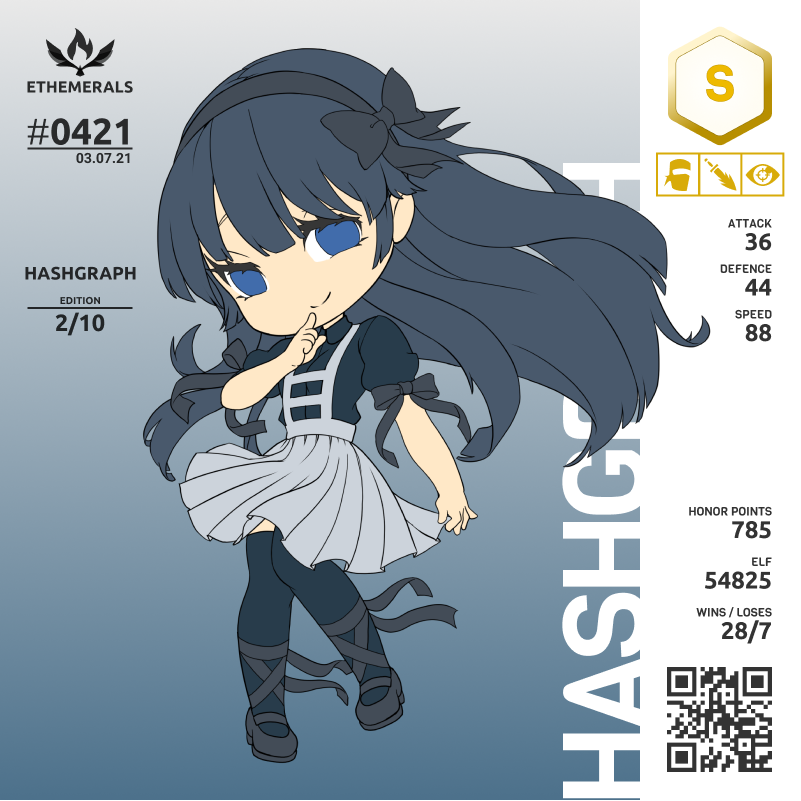 ETHEMERALS
#0421
03.07.21
HASHGRAPH
EDITION
2/10
HASHGRAPH
S
ATTACK
36
DEFENCE
44
SPEED
88
HONOR POINTS
785
ELF
54825
WINS / LOSES
28/7